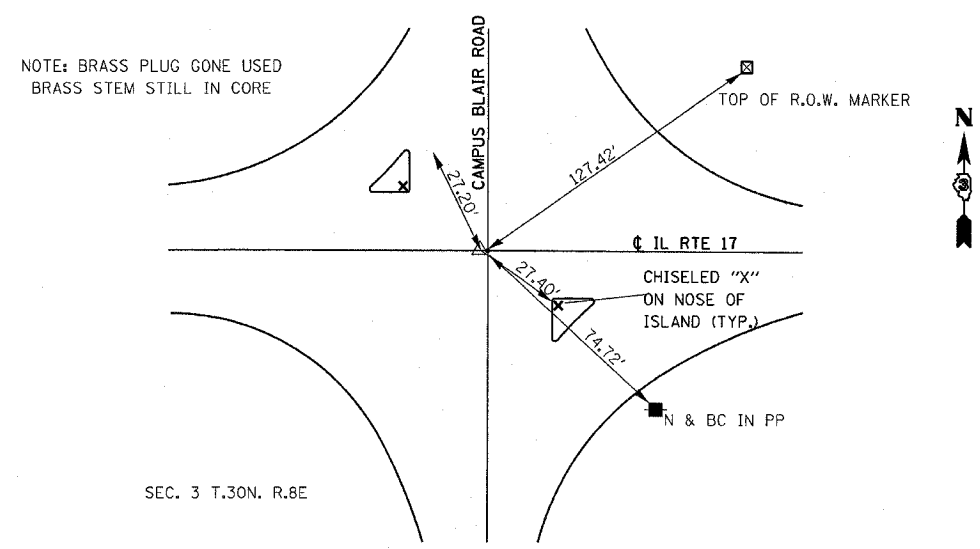 NOTE: BRASS PLUG GONE USED
BRASS STEM STILL IN CORE
CAMPUS BLAIR ROAD
TOP OF R.O.W. MARKER
N
3
127.42'
27.20'
℄ IL RTE 17
27.40'
CHISELED "X"
ON NOSE OF
ISLAND (TYP.)
74.72'
N & BC IN PP
SEC. 3 T.30N. R.8E